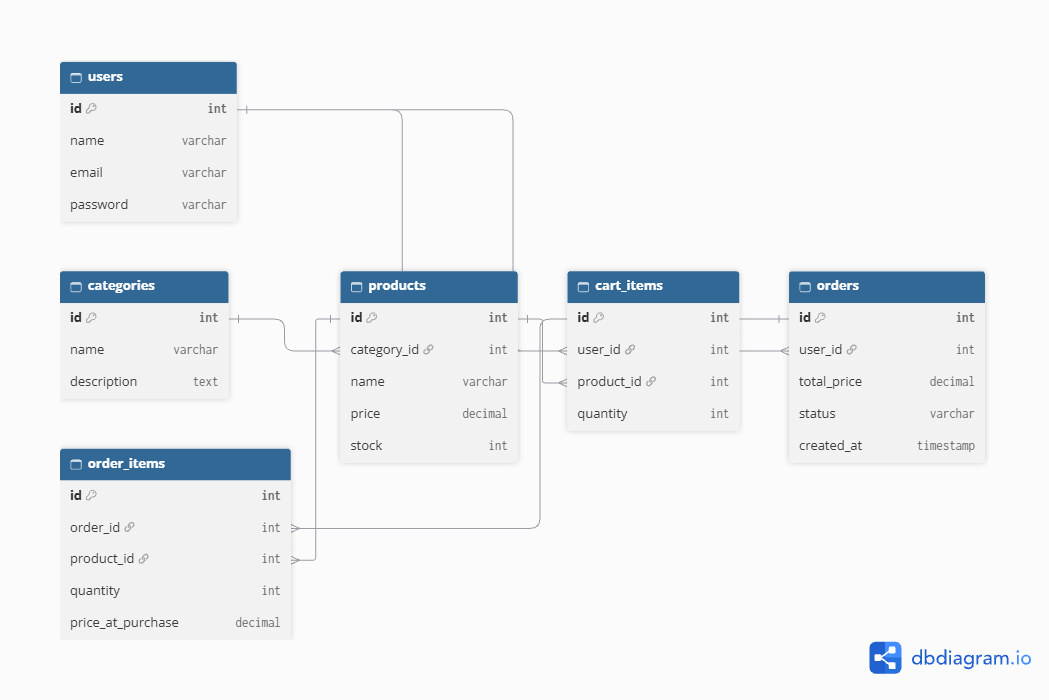 users
id int
name varchar
email varchar
password varchar
categories
id int
name varchar
description text
products
id int
category_id int
name varchar
price decimal
stock int
cart_items
id int
user_id int
product_id int
quantity int
orders
id int
user_id int
total_price decimal
status varchar
created_at timestamp
order_items
id int
order_id int
product_id int
quantity int
price_at_purchase decimal
dbdiagram.io